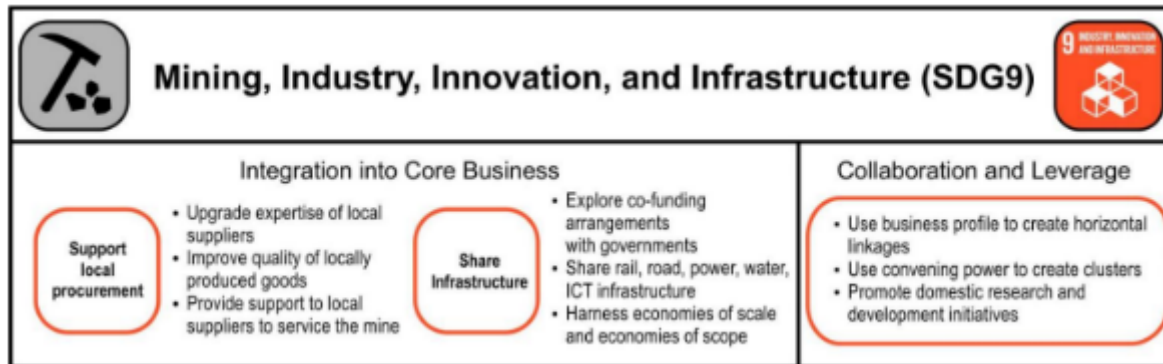 Mining, Industry, Innovation, and Infrastructure (SDG9)
9 INDUSTRY, INNOVATION
AND INFRASTRUCTURE
Integration into Core Business
Support
local
procurement
• Upgrade expertise of local
suppliers
• Improve quality of locally
produced goods
• Provide support to local
suppliers to service the mine
Share
Infrastructure
• Explore co-funding
arrangements
with governments
• Share rail, road, power, water,
ICT infrastructure
• Harness economies of scale
and economies of scope
Collaboration and Leverage
• Use business profile to create horizontal
linkages
• Use convening power to create clusters
• Promote domestic research and
development initiatives